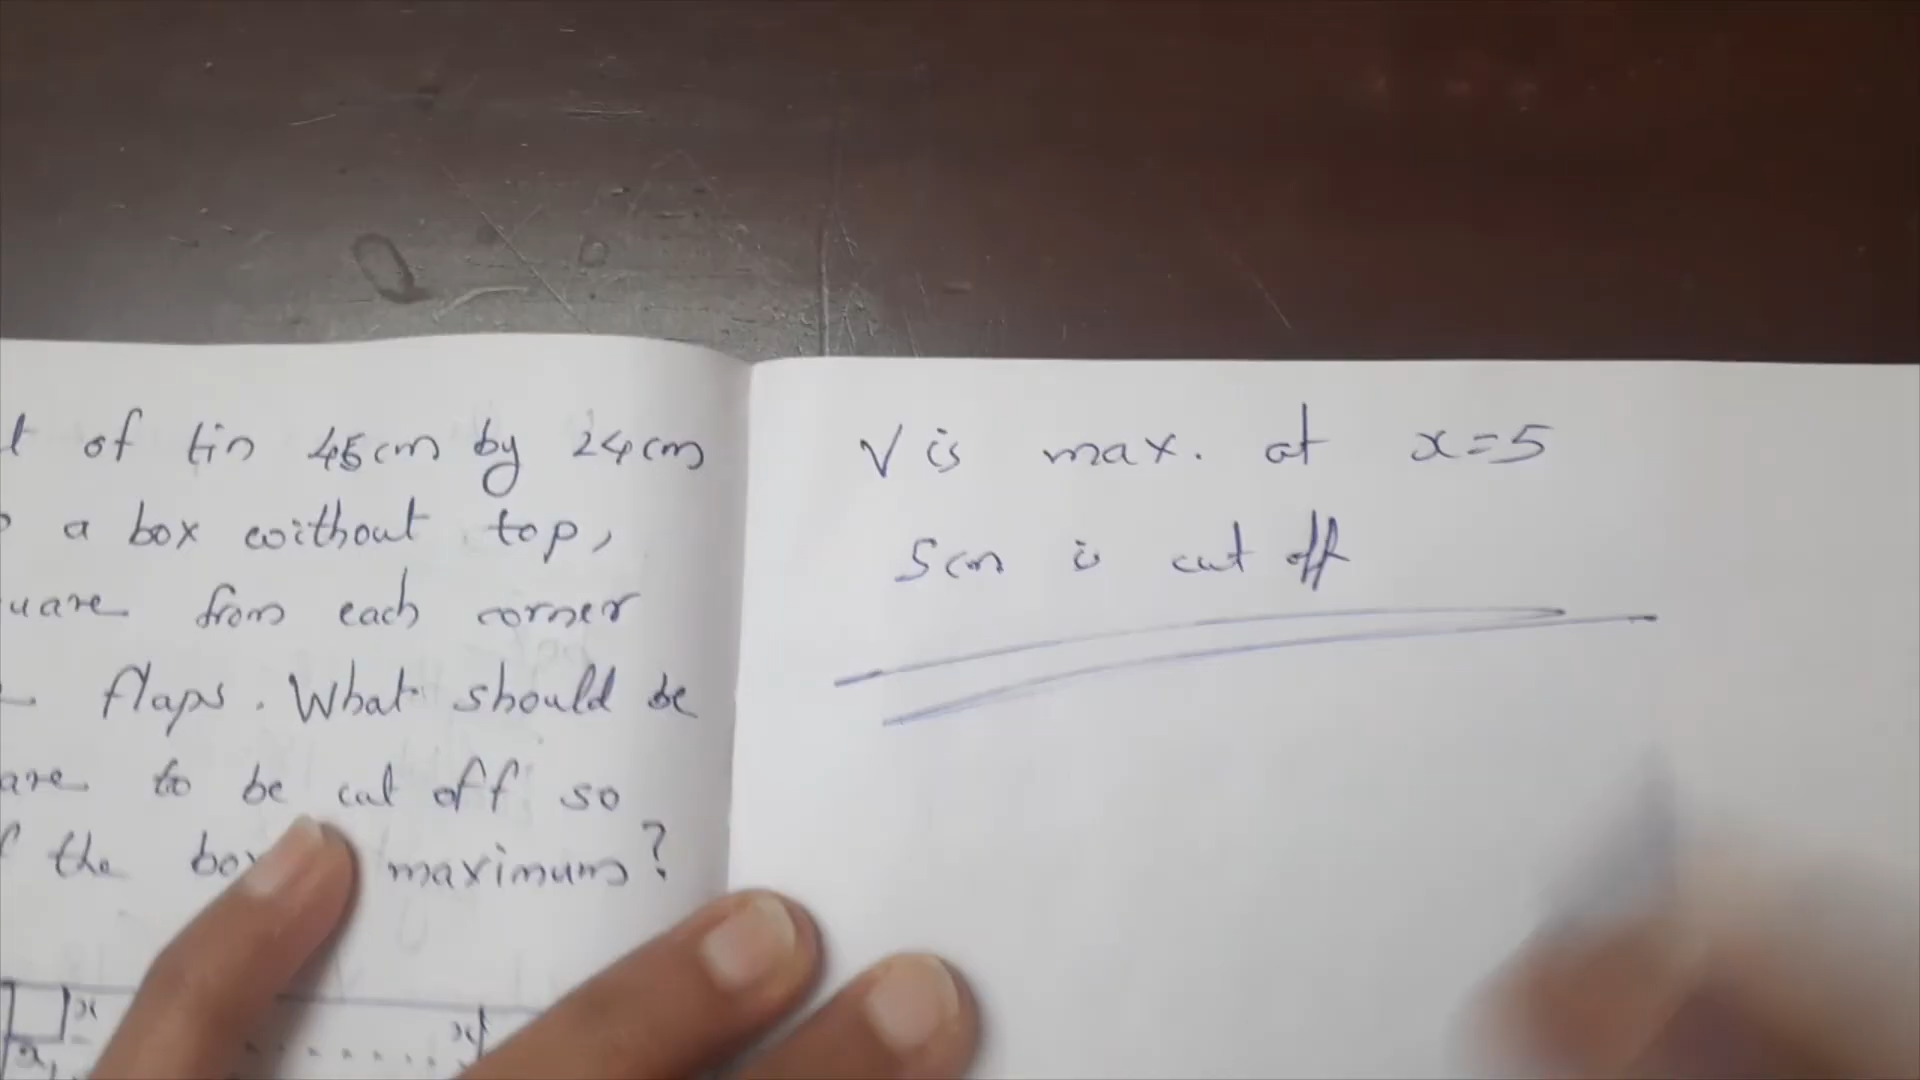 of tin 45cm by 24cm
a box without top,
uare from each corner
flaps. What should be
are to be cut off so
f the box maximum?
x
x
x
V is max. at x=5
5cm is cut off